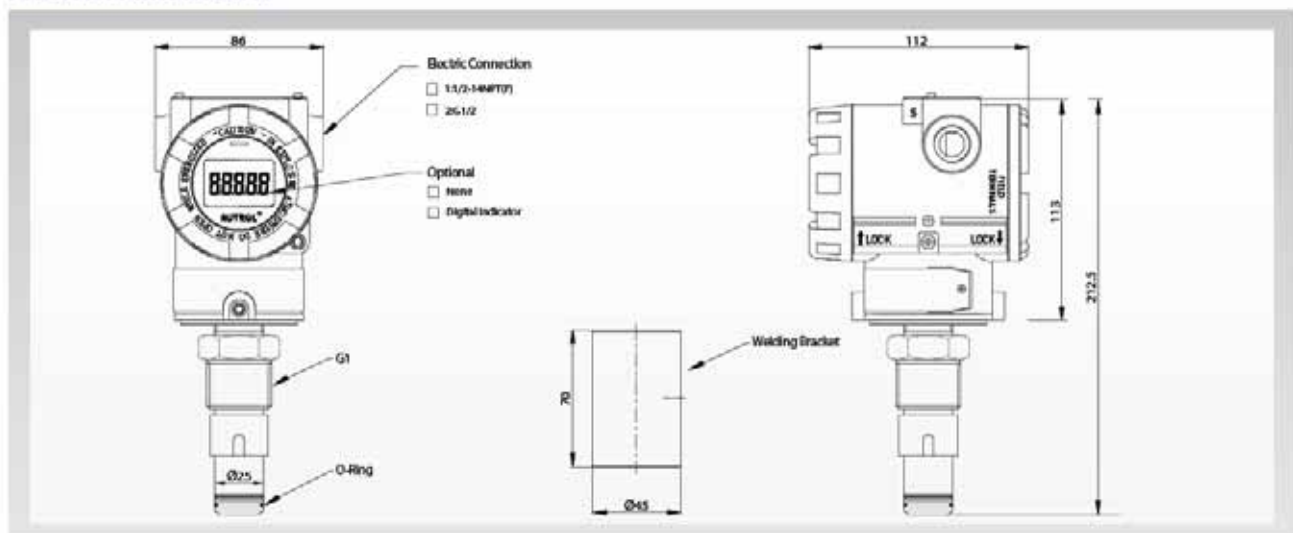 86
Electric Connection
□ 1:1/2-14NPT(F)
□ 2:G1/2
Optional
□ None
□ Digital Indicator
"CAUTION"
88888
AUTROL
G1
Ø25
O-Ring
70
Ø45
Welding Bracket
112
S
FIELD
TERMINALS
LOCK
LOCK
113
212.5